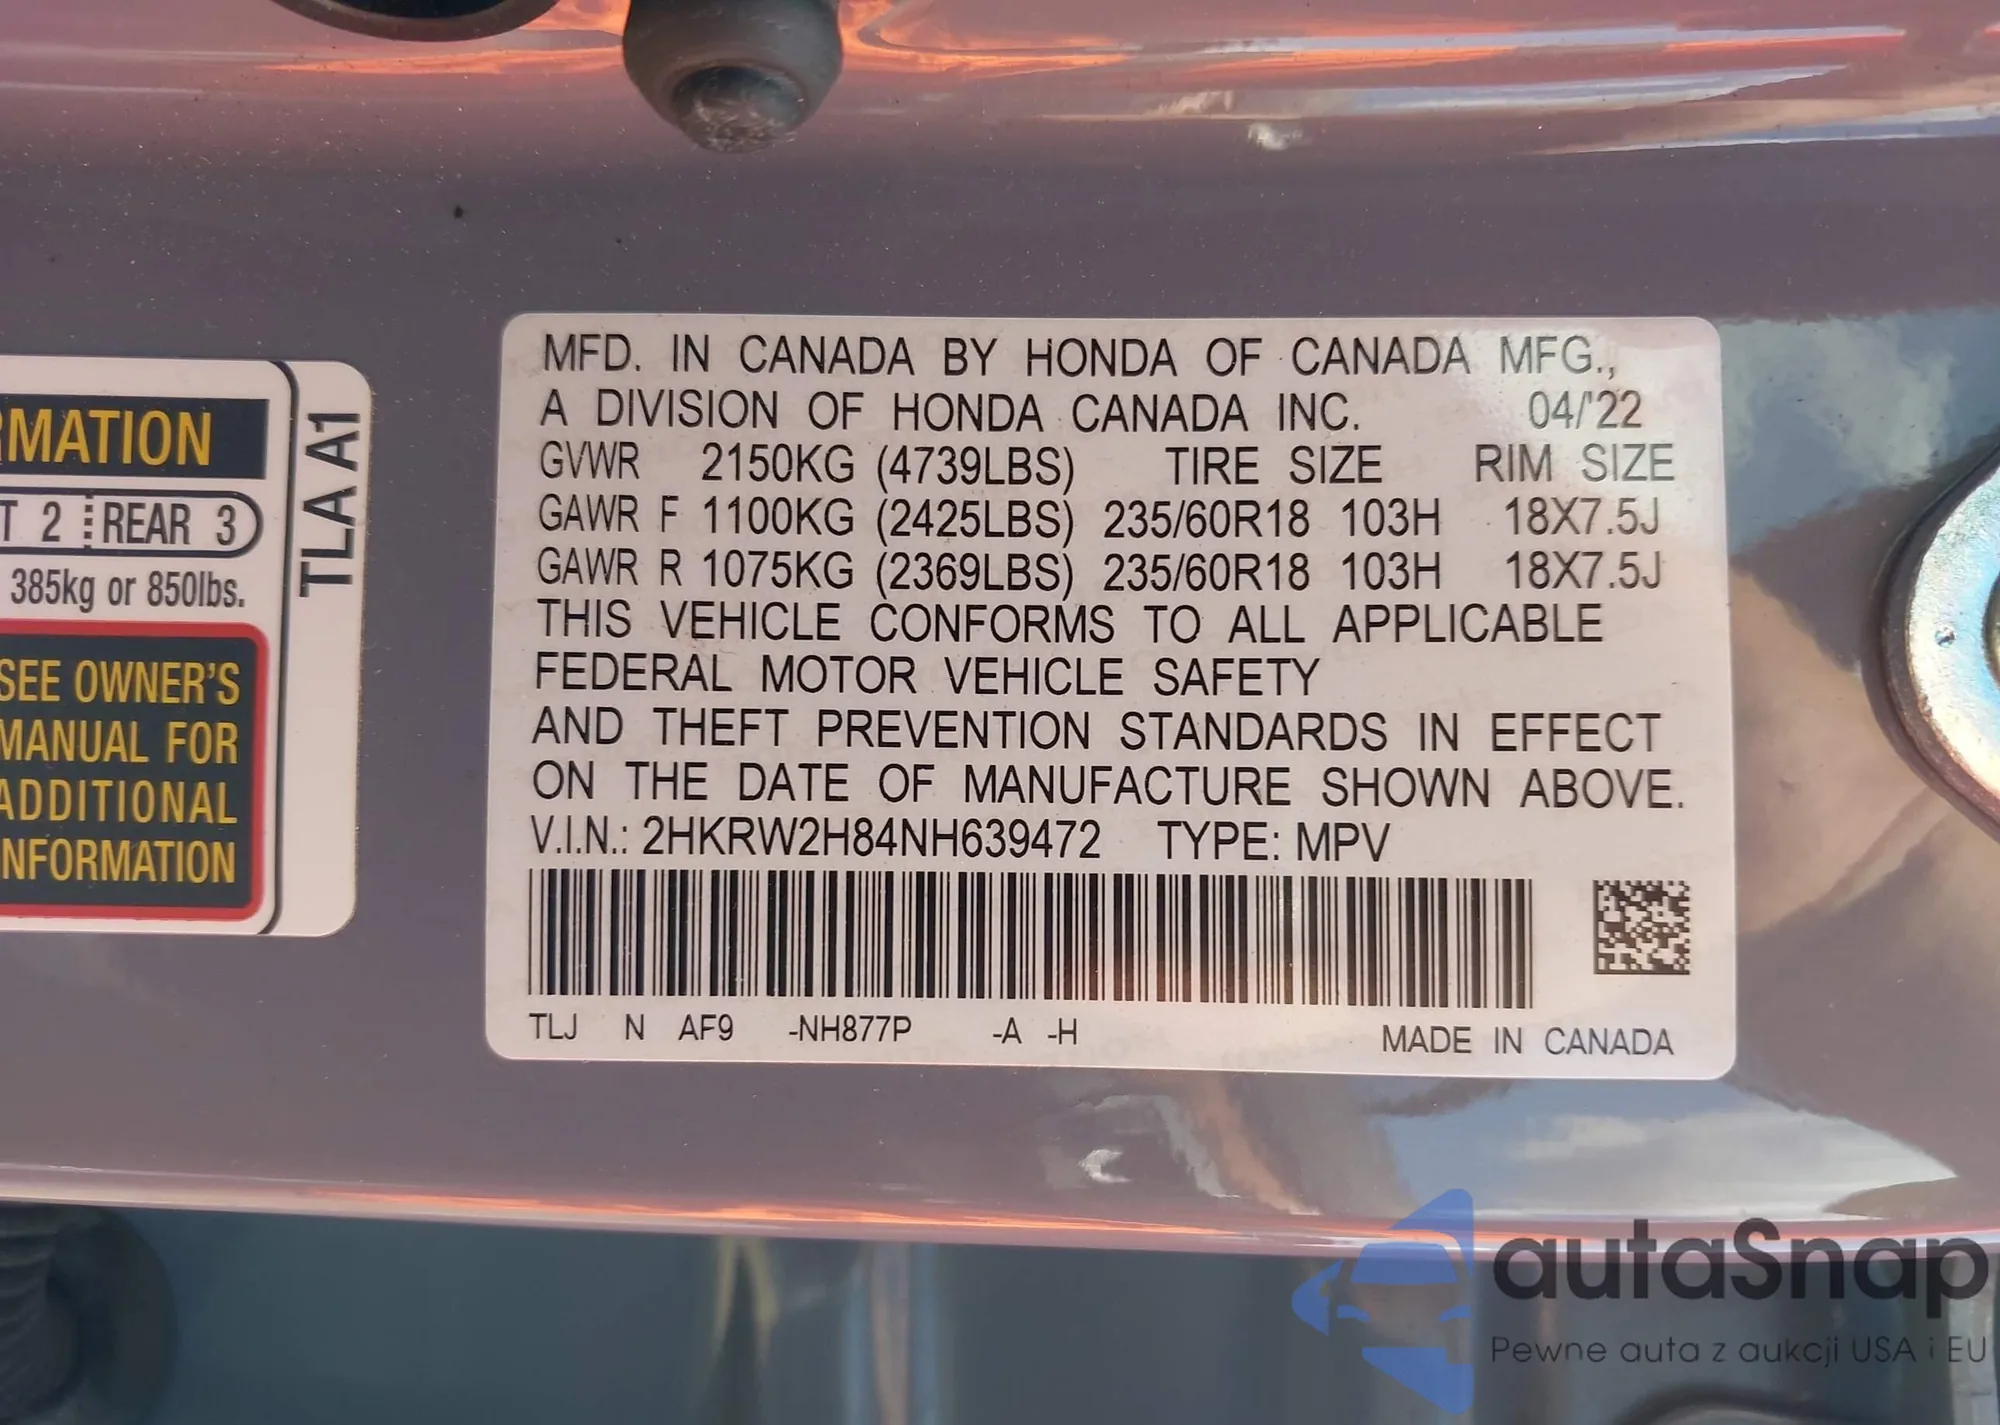 RMATION
T 2 REAR 3
385kg or 850lbs.
SEE OWNER'S
MANUAL FOR
ADDITIONAL
NFORMATION
TLA A1
MFD. IN CANADA BY HONDA OF CANADA MFG.,
A DIVISION OF HONDA CANADA INC. 04/'22
GVWR 2150KG (4739LBS) TIRE SIZE RIM SIZE
GAWR F 1100KG (2425LBS) 235/60R18 103H 18X7.5J
GAWR R 1075KG (2369LBS) 235/60R18 103H 18X7.5J
THIS VEHICLE CONFORMS TO ALL APPLICABLE
FEDERAL MOTOR VEHICLE SAFETY
AND THEFT PREVENTION STANDARDS IN EFFECT
ON THE DATE OF MANUFACTURE SHOWN ABOVE.
V.I.N.: 2HKRW2H84NH639472 TYPE: MPV
TLJ N AF9 -NH877P -A -H MADE IN CANADA
autaSnap
Pewne auta z aukcji USA i EU